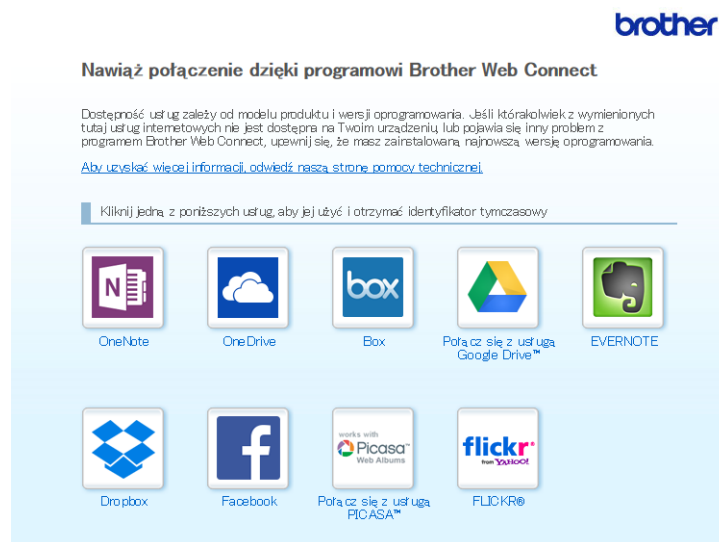 brother
Nawiąż połączenie dzięki programowi Brother Web Connect
Dostępność usług zależy od modelu produktu i wersji oprogramowania. Jeśli którakolwiek z wymienionych
tutaj usług internetowych nie jest dostępna na Twoim urządzeniu, lub pojawia się inny problem z
programem Brother Web Connect, upewnij się, że masz zainstalowaną najnowszą wersję oprogramowania.
Aby uzyskać więcej informacji, odwiedź naszą stronę pomocy technicznej.
Kliknij jedną z poniższych usług, aby jej użyć i otrzymać identyfikator tymczasowy
N
box
OneNote
OneDrive
Box
Połącz się z usługą
Google Drive™
EVERNOTE
f
works with
Picasa™
Web Albums
flickr
from YAHOO!
Dropbox
Facebook
Połącz się z usługą
PICASA™
FLICKR®